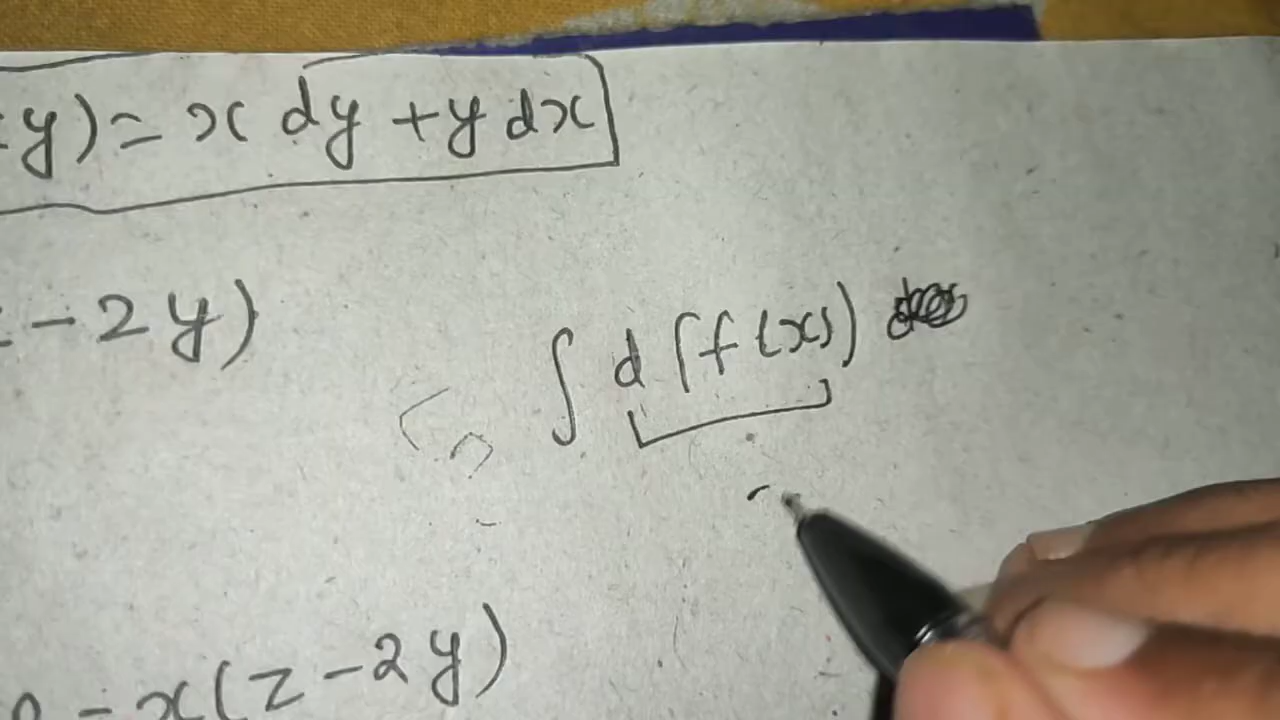 y) = x dy + y dx
- 2y)
∫ d (f(x))
= x(z - 2y)